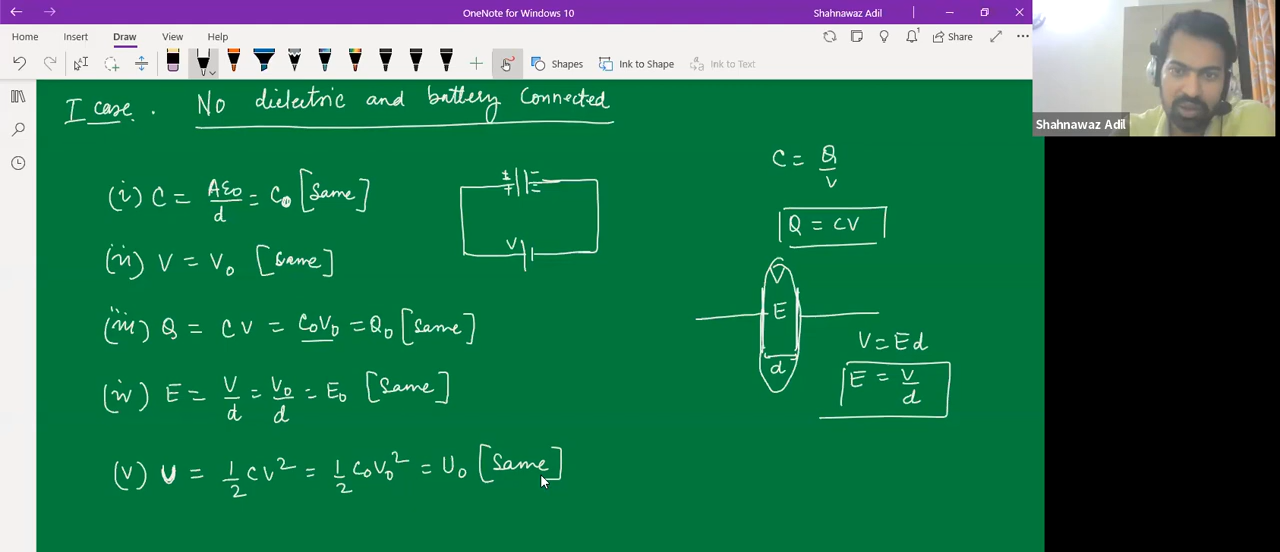 OneNote for Windows 10
Shahnawaz Adil
Home Insert Draw View Help
Share
Shapes Ink to Shape Ink to Text
I case. No dielectric and battery Connected
Shahnawaz Adil
(i) C = Aε0/d = C0 [Same]
(ii) V = V0 [Same]
(iii) Q = CV = C0V0 = Q0 [Same]
(iv) E = V/d = V0/d = E0 [Same]
(V) U = 1/2 CV² = 1/2 C0V0² = U0 [Same]
+ + - -
V
C = Q/V
Q = CV
V
E
d
V = Ed
E = V/d